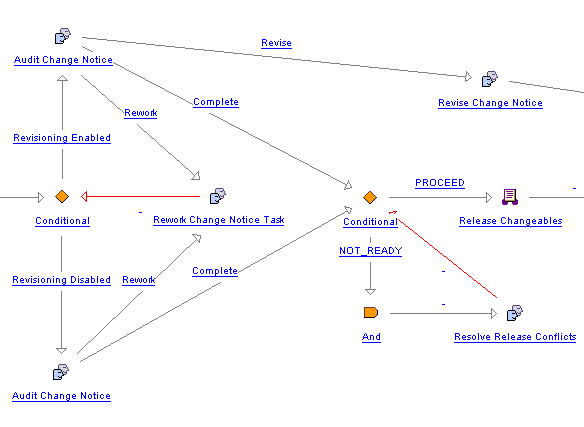 Revise
Audit Change Notice
Revise Change Notice
Complete
Rework
Revisioning Enabled
PROCEED
-
-
Conditional
Rework Change Notice Task
Conditional
Release Changeables
NOT_READY
-
Complete
Revisioning Disabled
Rework
-
And
Resolve Release Conflicts
Audit Change Notice